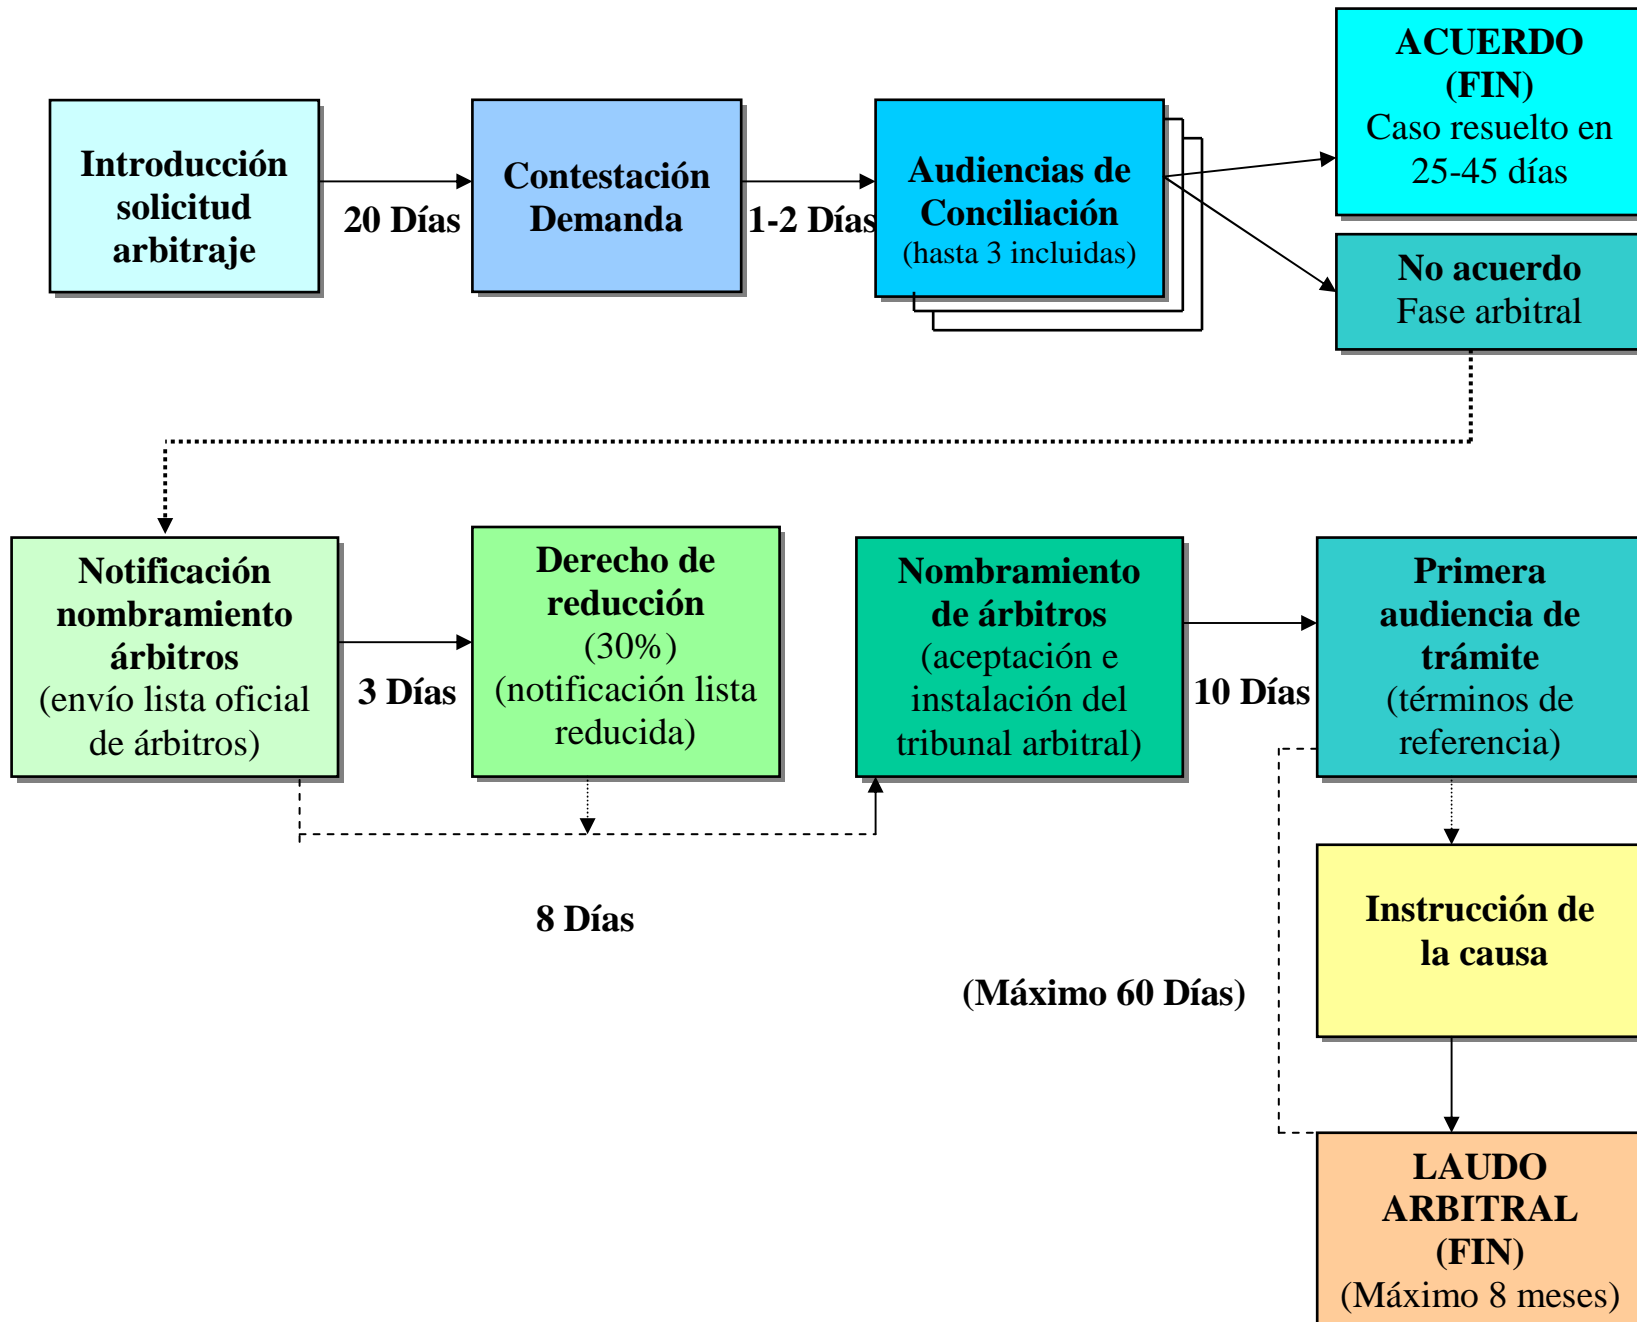 Introducción
solicitud
arbitraje
20 Días
Contestación
Demanda
1-2 Días
Audiencias de
Conciliación
(hasta 3 incluidas)
ACUERDO
(FIN)
Caso resuelto en
25-45 días
No acuerdo
Fase arbitral
Notificación
nombramiento
árbitros
(envío lista oficial
de árbitros)
3 Días
Derecho de
reducción
(30%)
(notificación lista
reducida)
8 Días
Nombramiento
de árbitros
(aceptación e
instalación del
tribunal arbitral)
10 Días
Primera
audiencia de
trámite
(términos de
referencia)
Instrucción de
la causa
(Máximo 60 Días)
LAUDO
ARBITRAL
(FIN)
(Máximo 8 meses)